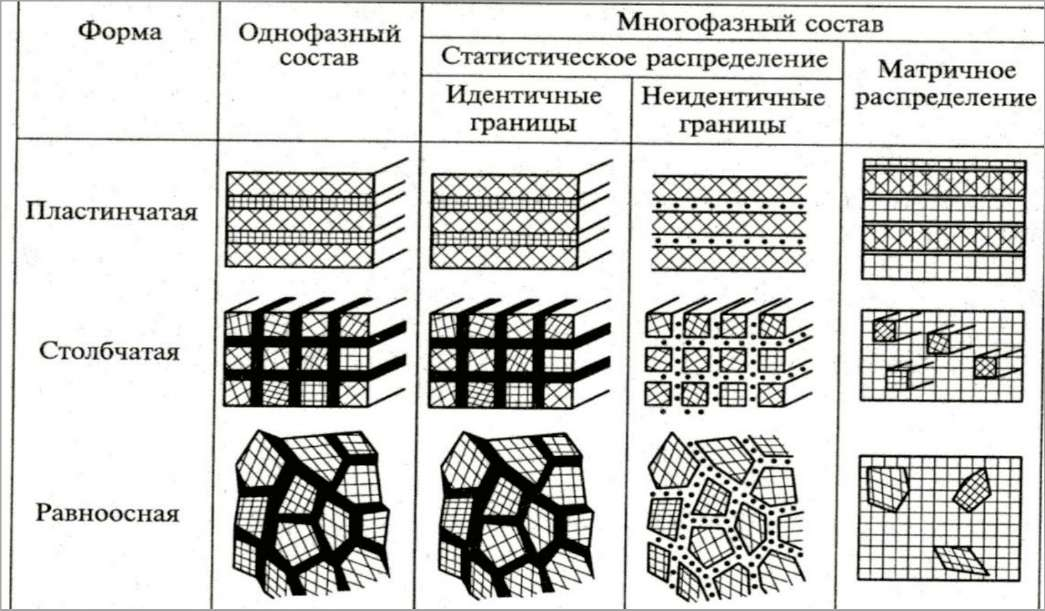 Форма
Однофазный
состав
Многофазный состав
Статистическое распределение
Идентичные
границы
Неидентичные
границы
Матричное
распределение
Пластинчатая
Столбчатая
Равноосная